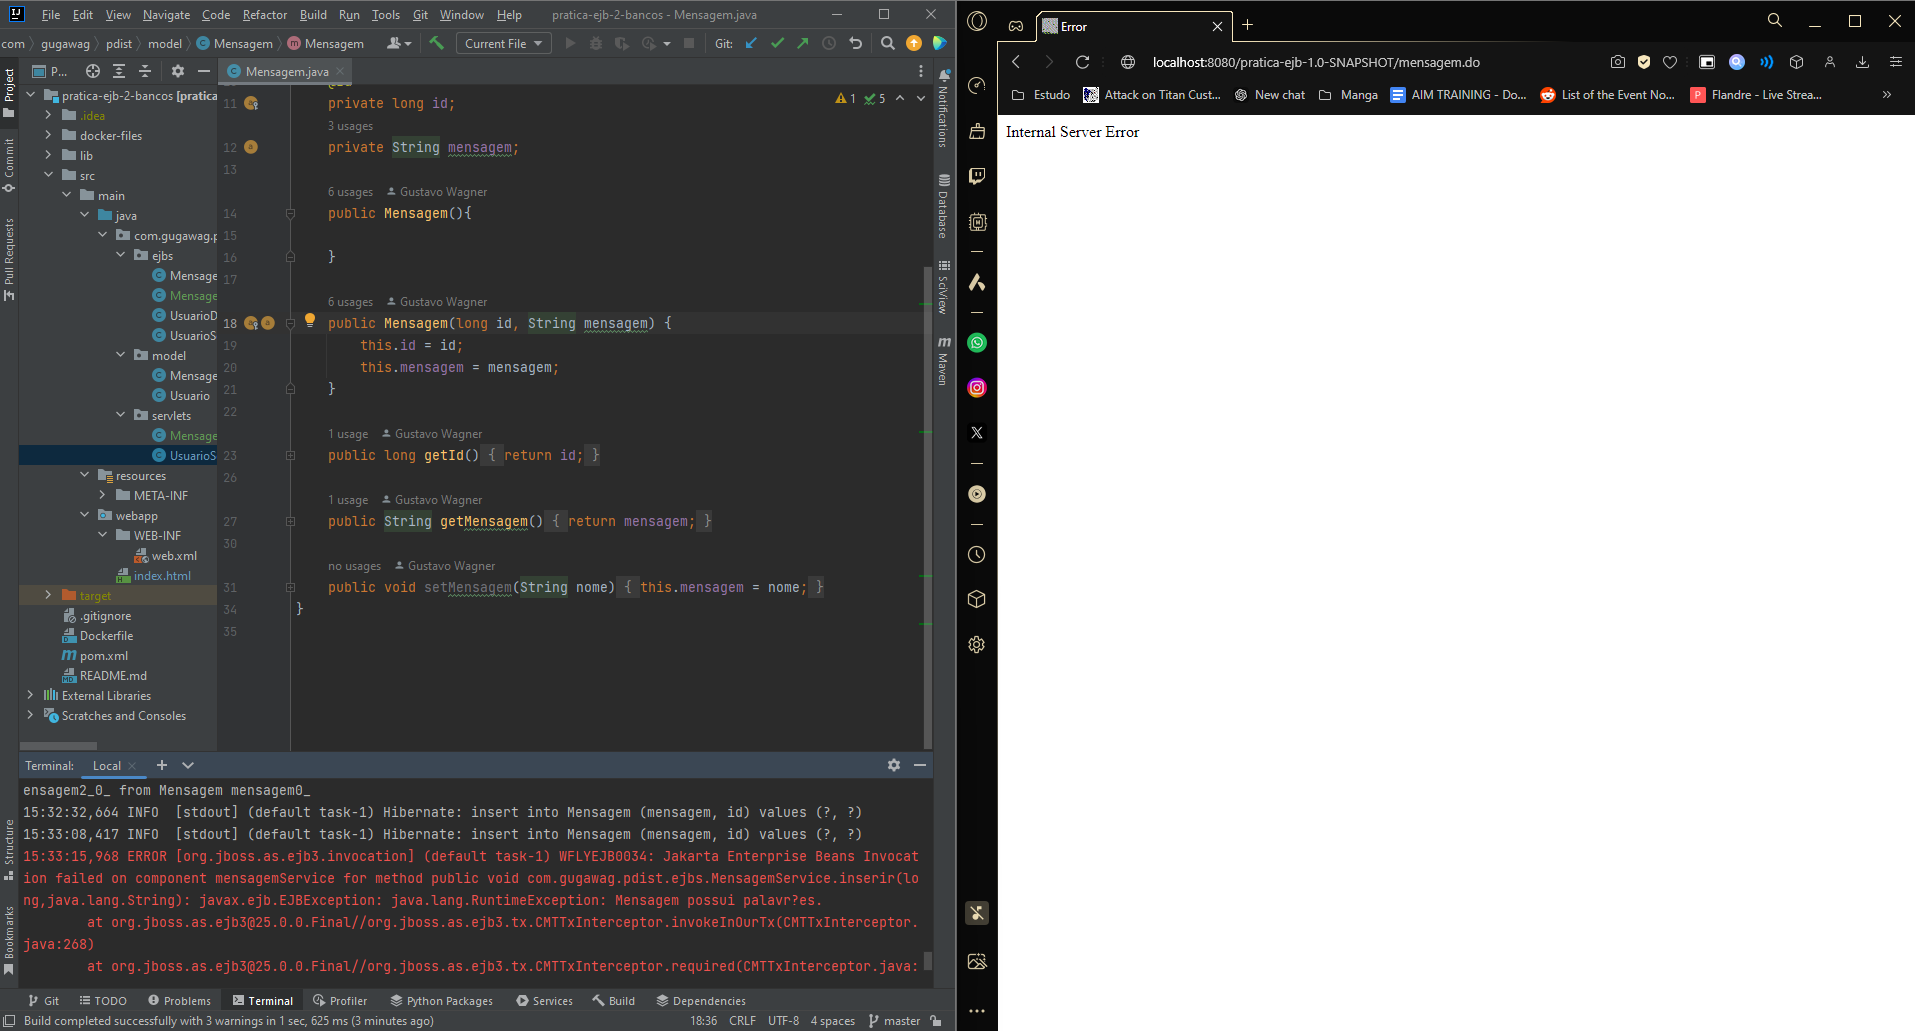 File Edit View Navigate Code Refactor Build Run Tools Git Window Help pratica-ejb-2-bancos - Mensagem.java
com gugawag pdist model Mensagem Mensagem Current File Git:
Project
Commit
Pull Requests
Structure
Bookmarks
P...
pratica-ejb-2-bancos [pratica
.idea
docker-files
lib
src
main
java
com.gugawag.p
ejbs
Mensage
Mensage
UsuarioD
UsuarioS
model
Mensage
Usuario
servlets
Mensage
UsuarioS
resources
META-INF
webapp
WEB-INF
web.xml
index.html
target
.gitignore
Dockerfile
pom.xml
README.md
External Libraries
Scratches and Consoles
Mensagem.java
1 5
11 private long id;
3 usages
12 private String mensagem;
13
6 usages Gustavo Wagner
14 public Mensagem(){
15
16 }
17
6 usages Gustavo Wagner
18 public Mensagem(long id, String mensagem) {
19 this.id = id;
20 this.mensagem = mensagem;
21 }
22
1 usage Gustavo Wagner
23 public long getId() { return id; }
26
1 usage Gustavo Wagner
27 public String getMensagem() { return mensagem; }
30
no usages Gustavo Wagner
31 public void setMensagem(String nome) { this.mensagem = nome; }
34 }
35
Notifications
Database
SciView
Maven
Terminal: Local
ensagem2_0_ from Mensagem mensagem0_
15:32:32,664 INFO  [stdout] (default task-1) Hibernate: insert into Mensagem (mensagem, id) values (?, ?)
15:33:08,417 INFO  [stdout] (default task-1) Hibernate: insert into Mensagem (mensagem, id) values (?, ?)
15:33:15,968 ERROR [org.jboss.as.ejb3.invocation] (default task-1) WFLYEJB0034: Jakarta Enterprise Beans Invocat
ion failed on component mensagemService for method public void com.gugawag.pdist.ejbs.MensagemService.inserir(lo
ng,java.lang.String): javax.ejb.EJBException: java.lang.RuntimeException: Mensagem possui palavr?es.
at org.jboss.as.ejb3@25.0.0.Final//org.jboss.as.ejb3.tx.CMTTxInterceptor.invokeInOurTx(CMTTxInterceptor.
java:268)
at org.jboss.as.ejb3@25.0.0.Final//org.jboss.as.ejb3.tx.CMTTxInterceptor.required(CMTTxInterceptor.java:
Git TODO Problems Terminal Profiler Python Packages Services Build Dependencies
Build completed successfully with 3 warnings in 1 sec, 625 ms (3 minutes ago) 18:36 CRLF UTF-8 4 spaces master
Error
localhost:8080/pratica-ejb-1.0-SNAPSHOT/mensagem.do
Estudo Attack on Titan Cust... New chat Manga AIM TRAINING - Do... List of the Event No... Flandre - Live Strea...
Internal Server Error